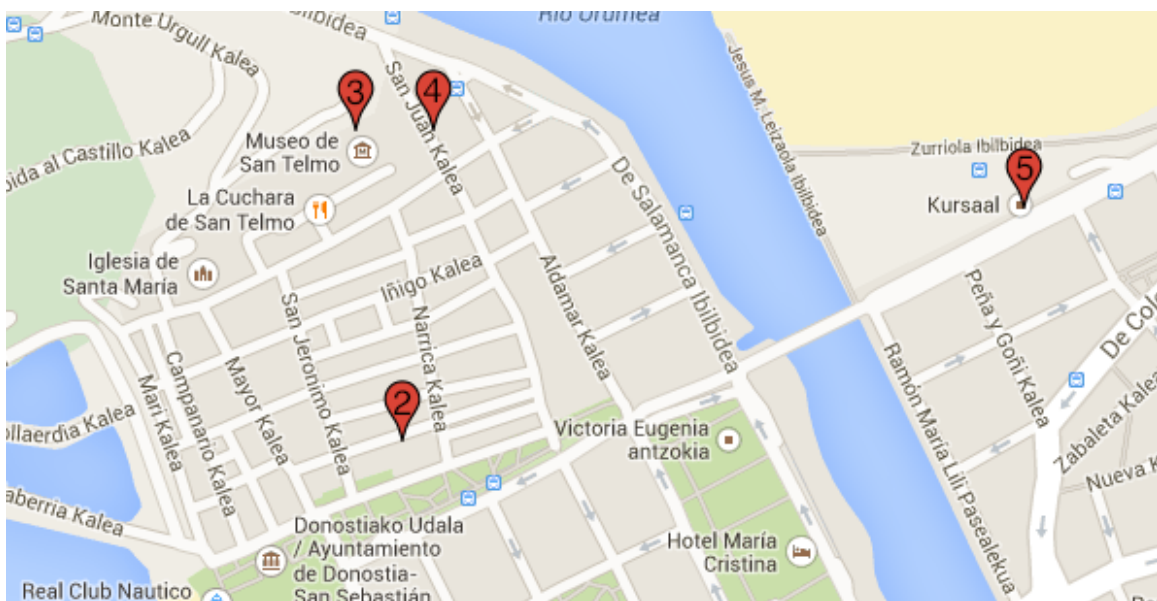 Monte Urgull Kalea
Río Urumea
3
4
San Juan Kalea
Jesus M. Leizaola Ibilbidea
Museo de
San Telmo
Zurriola Ibilbidea
5
Kursaal
al Castillo Kalea
La Cuchara
de San Telmo
De Salamanca Ibilbidea
Iglesia de
Santa María
Iñigo Kalea
Aldamar Kalea
Narrica Kalea
San Jeronimo Kalea
Mayor Kalea
Campanario Kalea
Mari Kalea
Peña y Goñi Kalea
Ramón María Lili Pasealekua
2
Kalea
Victoria Eugenia
antzokia
Zabaleta Kalea
Nueva
Kalea
Donostiako Udala
/ Ayuntamiento
de Donostia-
San Sebastián
Hotel María
Cristina
Real Club Nautico